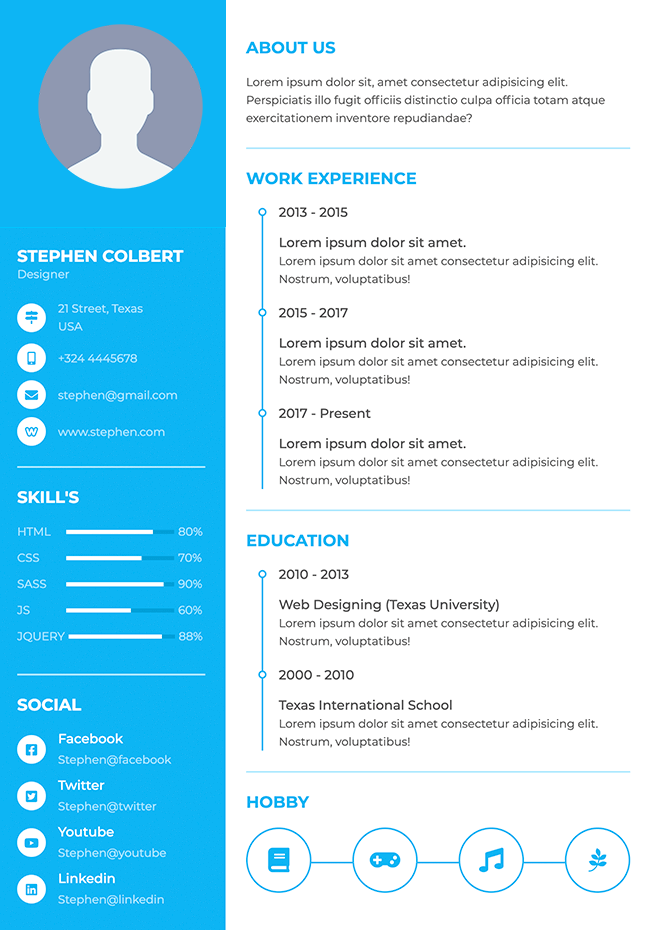 STEPHEN COLBERT
Designer
21 Street, Texas
USA
+324 4445678
stephen@gmail.com
www.stephen.com
SKILL'S
HTML 80%
CSS 70%
SASS 90%
JS 60%
JQUERY 88%
SOCIAL
Facebook
Stephen@facebook
Twitter
Stephen@twitter
Youtube
Stephen@youtube
Linkedin
Stephen@linkedin
ABOUT US
Lorem ipsum dolor sit, amet consectetur adipisicing elit.
Perspiciatis illo fugit officiis distinctio culpa officia totam atque
exercitationem inventore repudiandae?
WORK EXPERIENCE
2013 - 2015
Lorem ipsum dolor sit amet.
Lorem ipsum dolor sit amet consectetur adipisicing elit.
Nostrum, voluptatibus!
2015 - 2017
Lorem ipsum dolor sit amet.
Lorem ipsum dolor sit amet consectetur adipisicing elit.
Nostrum, voluptatibus!
2017 - Present
Lorem ipsum dolor sit amet.
Lorem ipsum dolor sit amet consectetur adipisicing elit.
Nostrum, voluptatibus!
EDUCATION
2010 - 2013
Web Designing (Texas University)
Lorem ipsum dolor sit amet consectetur adipisicing elit.
Nostrum, voluptatibus!
2000 - 2010
Texas International School
Lorem ipsum dolor sit amet consectetur adipisicing elit.
Nostrum, voluptatibus!
HOBBY